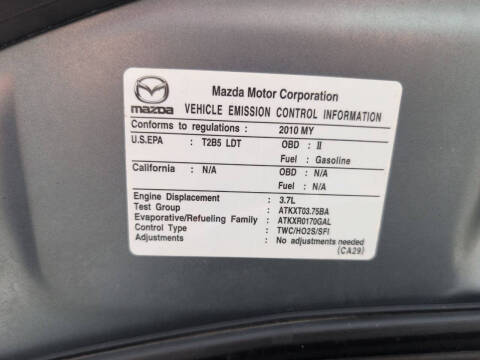 Mazda Motor Corporation
mazda VEHICLE EMISSION CONTROL INFORMATION
Conforms to regulations : 2010 MY
U.S.EPA : T2B5 LDT OBD : II
Fuel : Gasoline
California : N/A OBD : N/A
Fuel : N/A
Engine Displacement : 3.7L
Test Group : ATKXT03.75BA
Evaporative/Refueling Family : ATKXR0170GAL
Control Type : TWC/HO2S/SFI
Adjustments : No adjustments needed
(CA29)